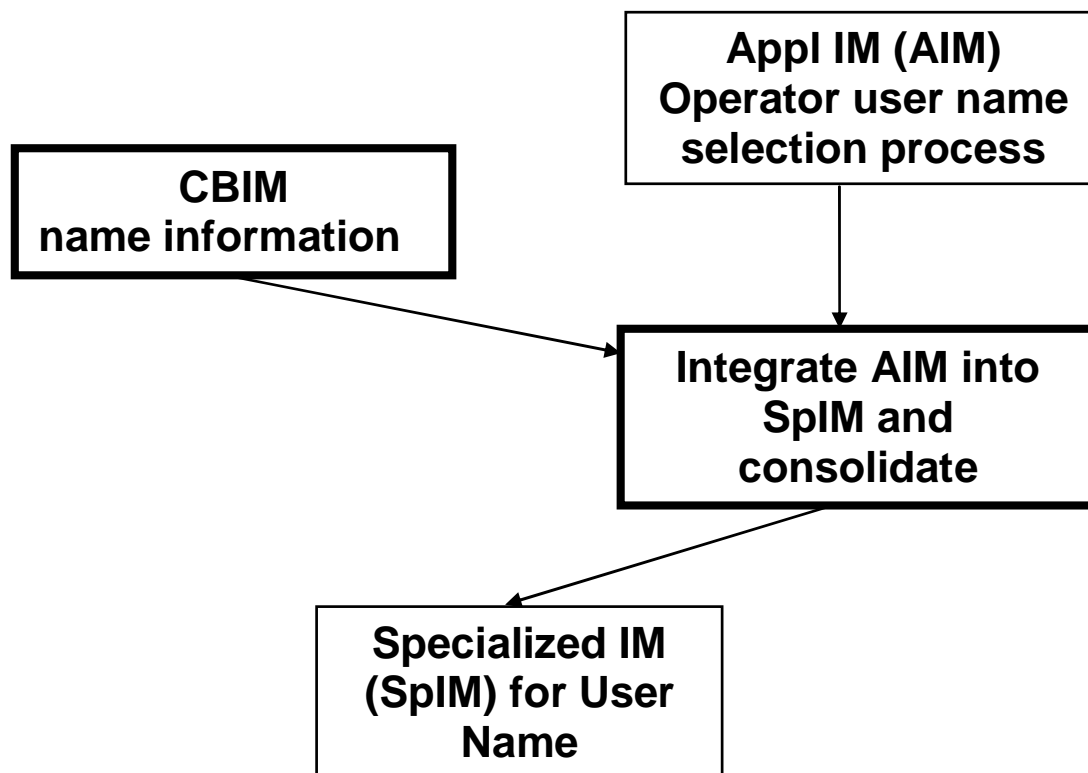 Appl IM (AIM)
Operator user name
selection process
CBIM
name information
Integrate AIM into
SpIM and
consolidate
Specialized IM
(SpIM) for User
Name